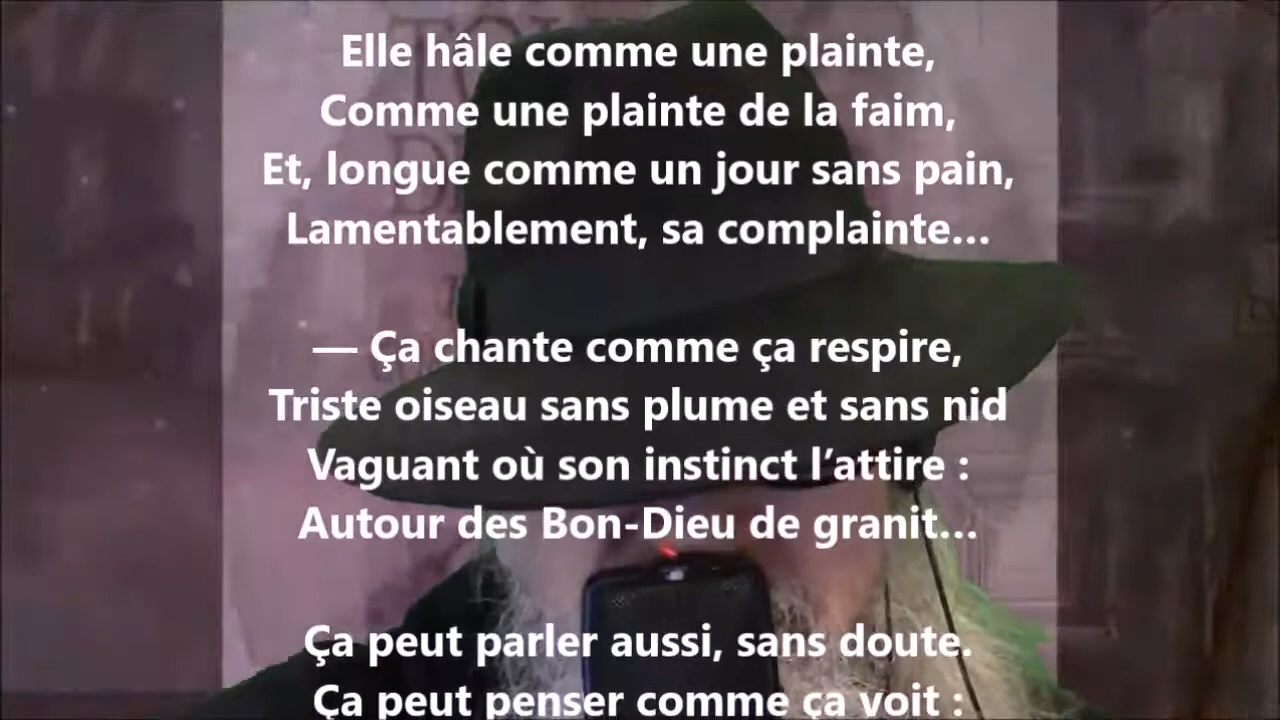 Elle hâle comme une plainte,
Comme une plainte de la faim,
Et, longue comme un jour sans pain,
Lamentablement, sa complainte...
— Ça chante comme ça respire,
Triste oiseau sans plume et sans nid
Vaguant où son instinct l’attire :
Autour des Bon-Dieu de granit...
Ça peut parler aussi, sans doute.
Ça peut penser comme ça voit :